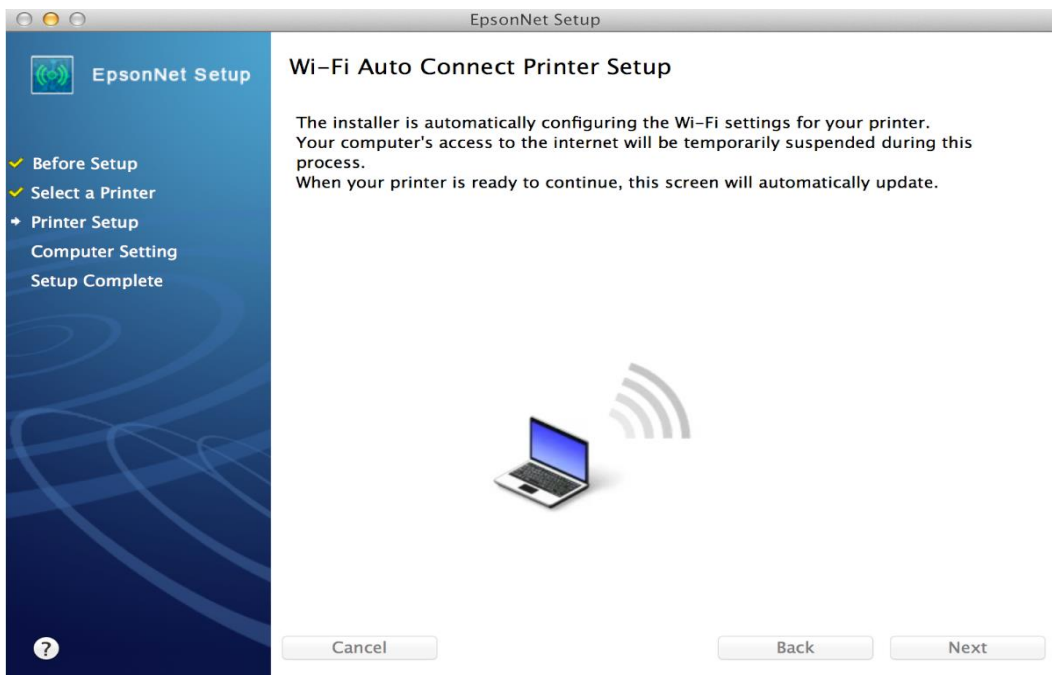 EpsonNet Setup
EpsonNet Setup
Before Setup
Select a Printer
Printer Setup
Computer Setting
Setup Complete
Wi-Fi Auto Connect Printer Setup
The installer is automatically configuring the Wi-Fi settings for your printer.
Your computer's access to the internet will be temporarily suspended during this
process.
When your printer is ready to continue, this screen will automatically update.
?
Cancel
Back
Next